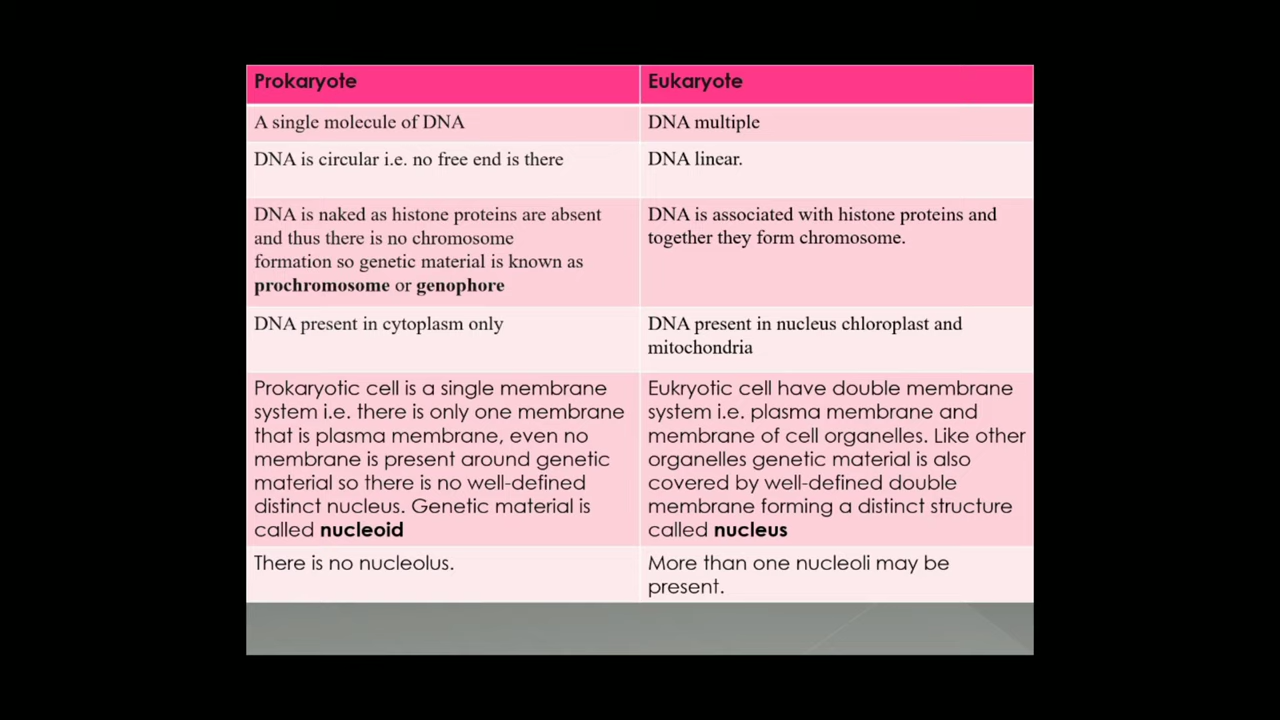 Prokaryote
Eukaryote
A single molecule of DNA
DNA multiple
DNA is circular i.e. no free end is there
DNA linear.
DNA is naked as histone proteins are absent
and thus there is no chromosome
formation so genetic material is known as
prochromosome or genophore
DNA is associated with histone proteins and
together they form chromosome.
DNA present in cytoplasm only
DNA present in nucleus chloroplast and
mitochondria
Prokaryotic cell is a single membrane
system i.e. there is only one membrane
that is plasma membrane, even no
membrane is present around genetic
material so there is no well-defined
distinct nucleus. Genetic material is
called nucleoid
Eukryotic cell have double membrane
system i.e. plasma membrane and
membrane of cell organelles. Like other
organelles genetic material is also
covered by well-defined double
membrane forming a distinct structure
called nucleus
There is no nucleolus.
More than one nucleoli may be
present.